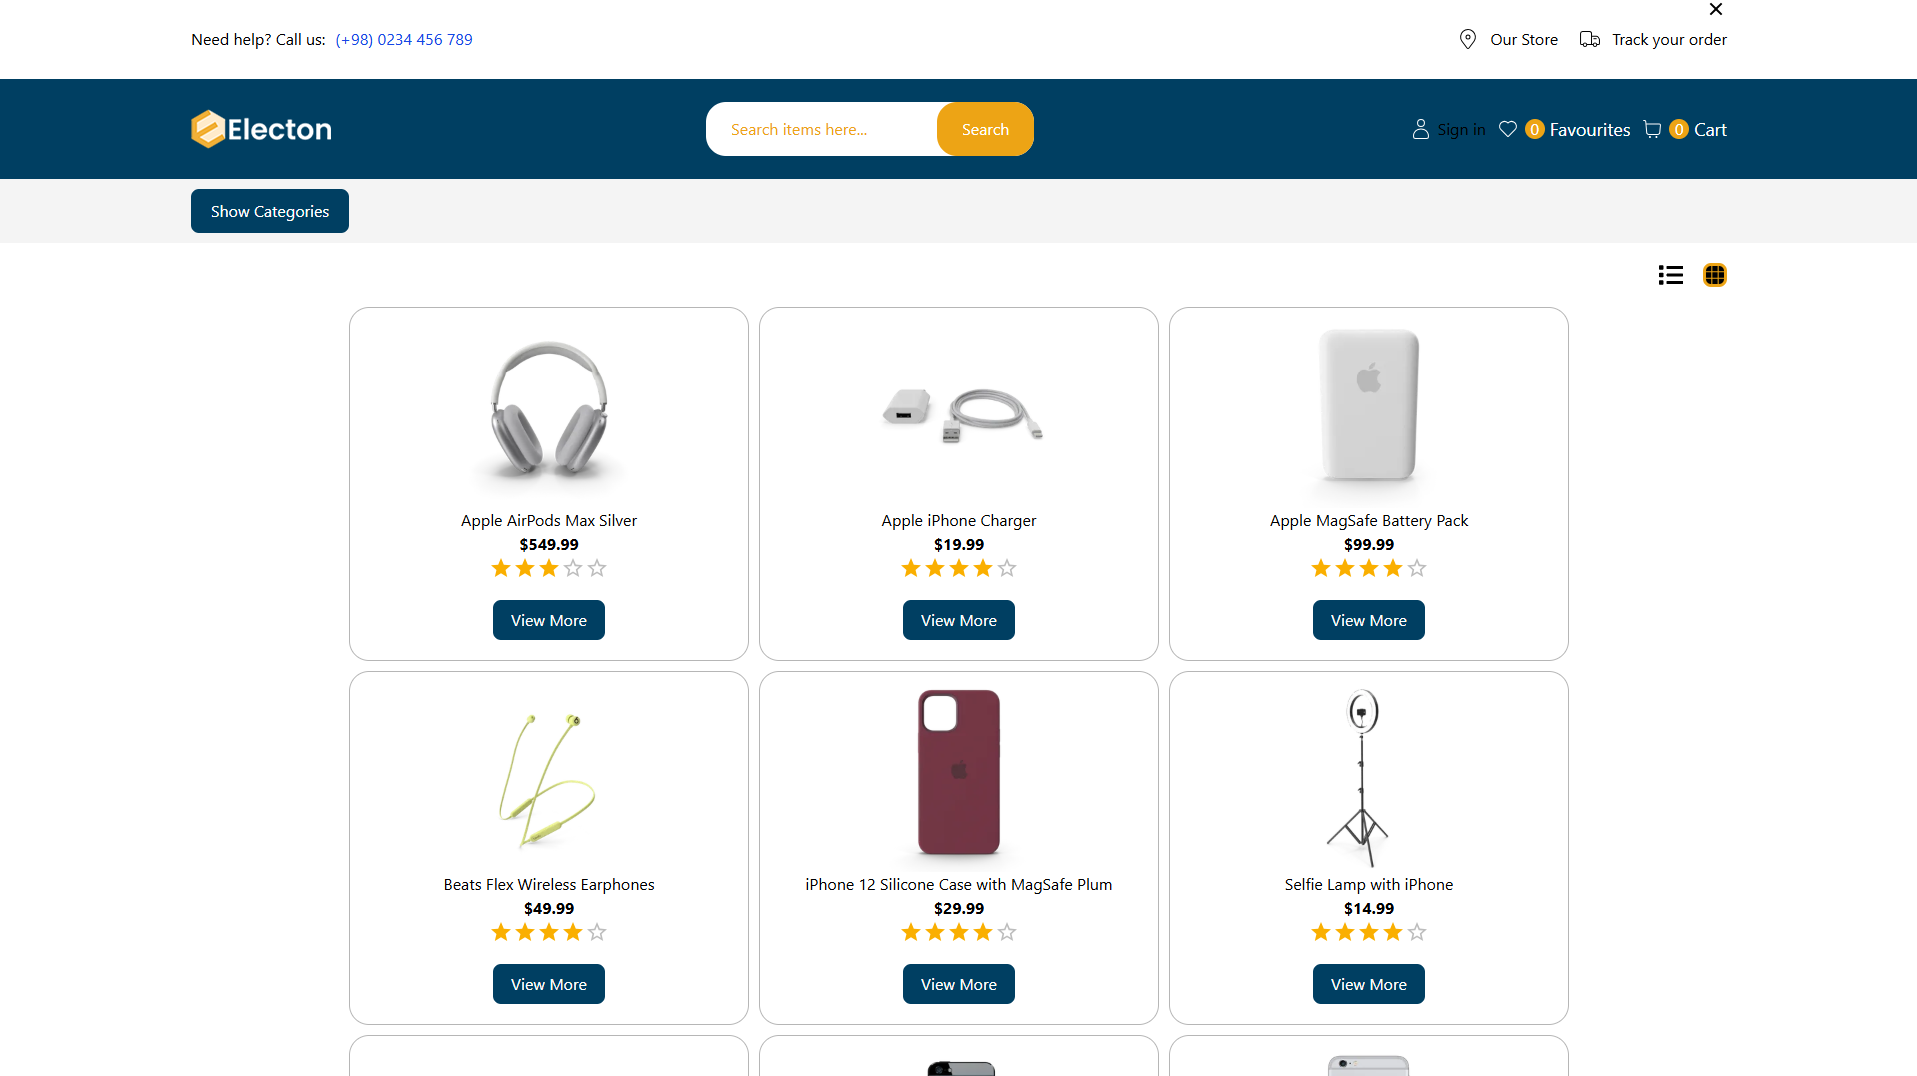 Need help? Call us: (+98) 0234 456 789
Our Store
Track your order
Electon
Search items here...
Search
Sign in
0 Favourites
0 Cart
Show Categories
Apple AirPods Max Silver
$549.99
View More
Apple iPhone Charger
$19.99
View More
Apple MagSafe Battery Pack
$99.99
View More
Beats Flex Wireless Earphones
$49.99
View More
iPhone 12 Silicone Case with MagSafe Plum
$29.99
View More
Selfie Lamp with iPhone
$14.99
View More